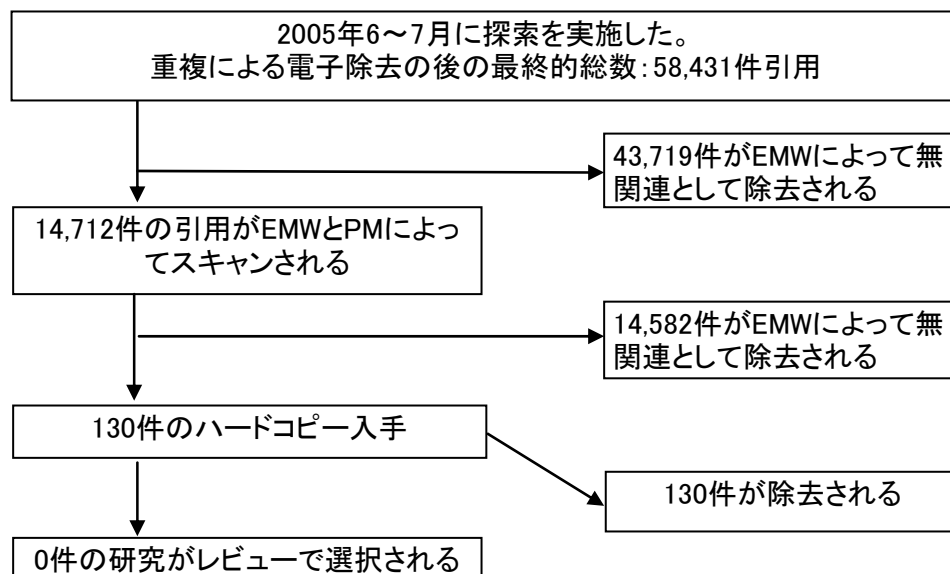 2005年6～7月に探索を実施した。
重複による電子除去の後の最終的総数：58,431件引用
43,719件がEMWによって無
関連として除去される
14,712件の引用がEMWとPMによっ
てスキャンされる
14,582件がEMWによって無
関連として除去される
130件のハードコピー入手
130件が除去される
0件の研究がレビューで選択される